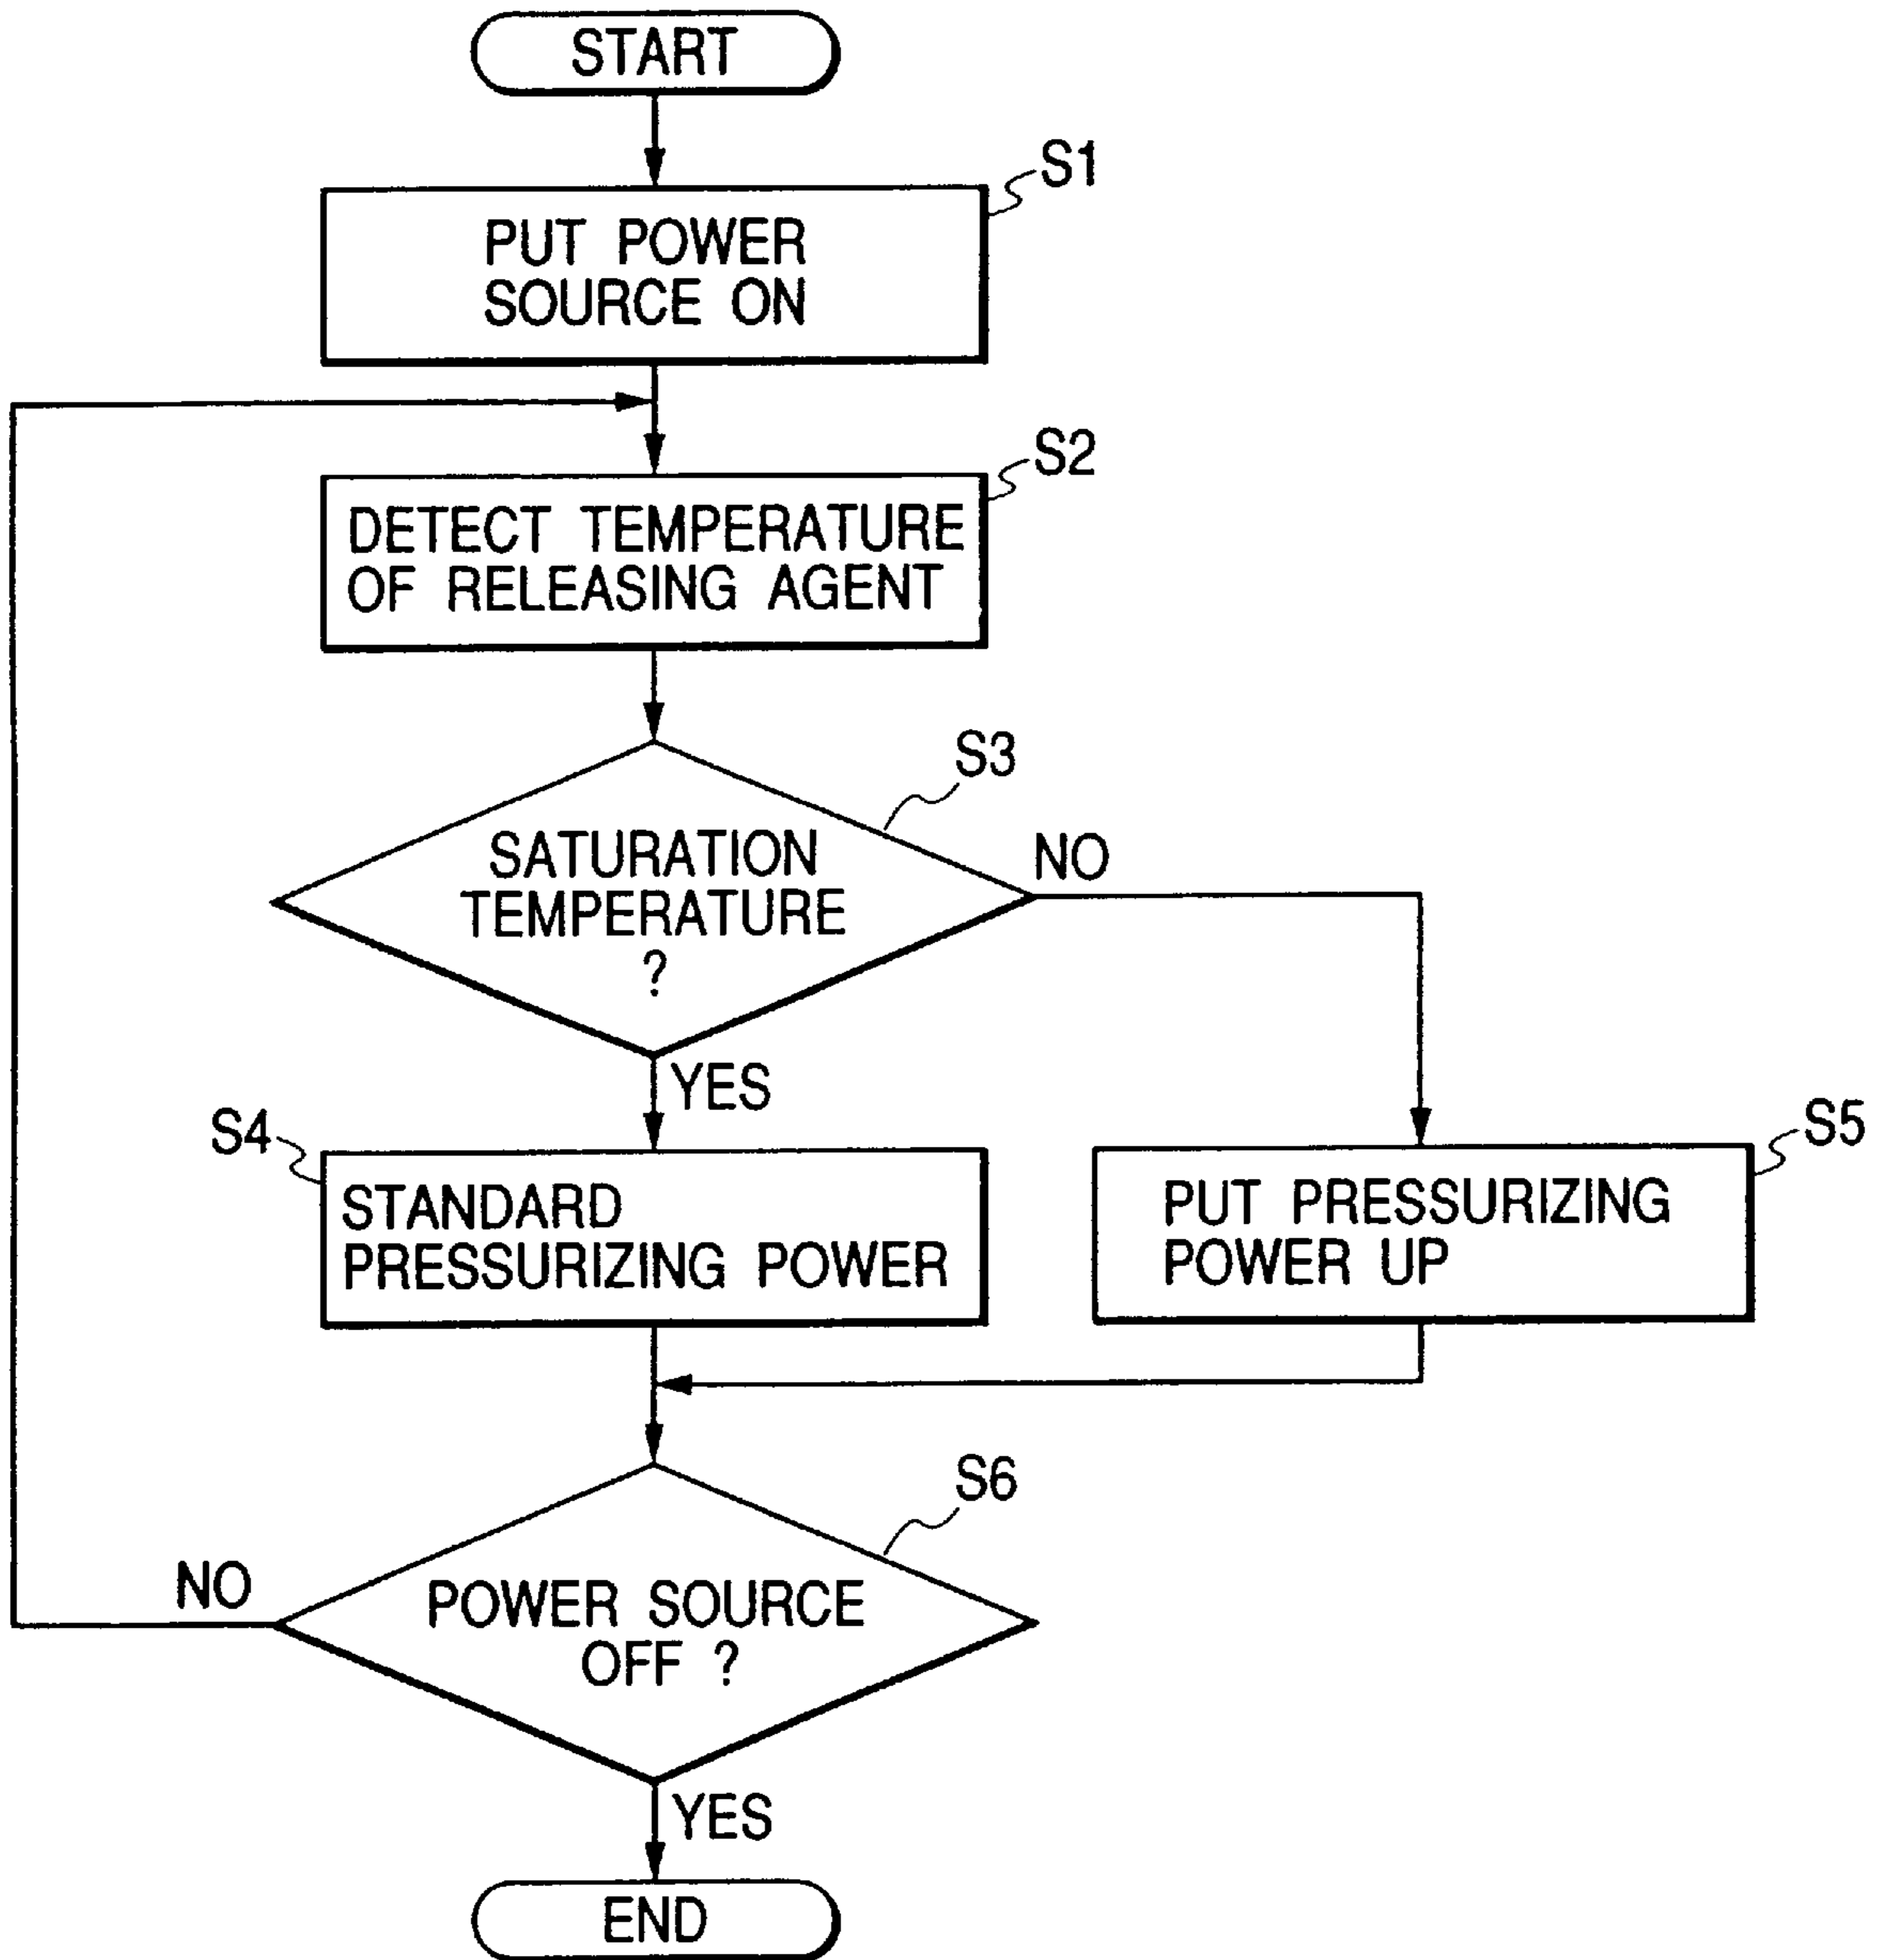 START
S1
PUT POWER
SOURCE ON
S2
DETECT TEMPERATURE
OF RELEASING AGENT
S3
SATURATION
TEMPERATURE
?
NO
YES
S4
STANDARD
PRESSURIZING POWER
S5
PUT PRESSURIZING
POWER UP
S6
POWER SOURCE
OFF ?
NO
YES
END